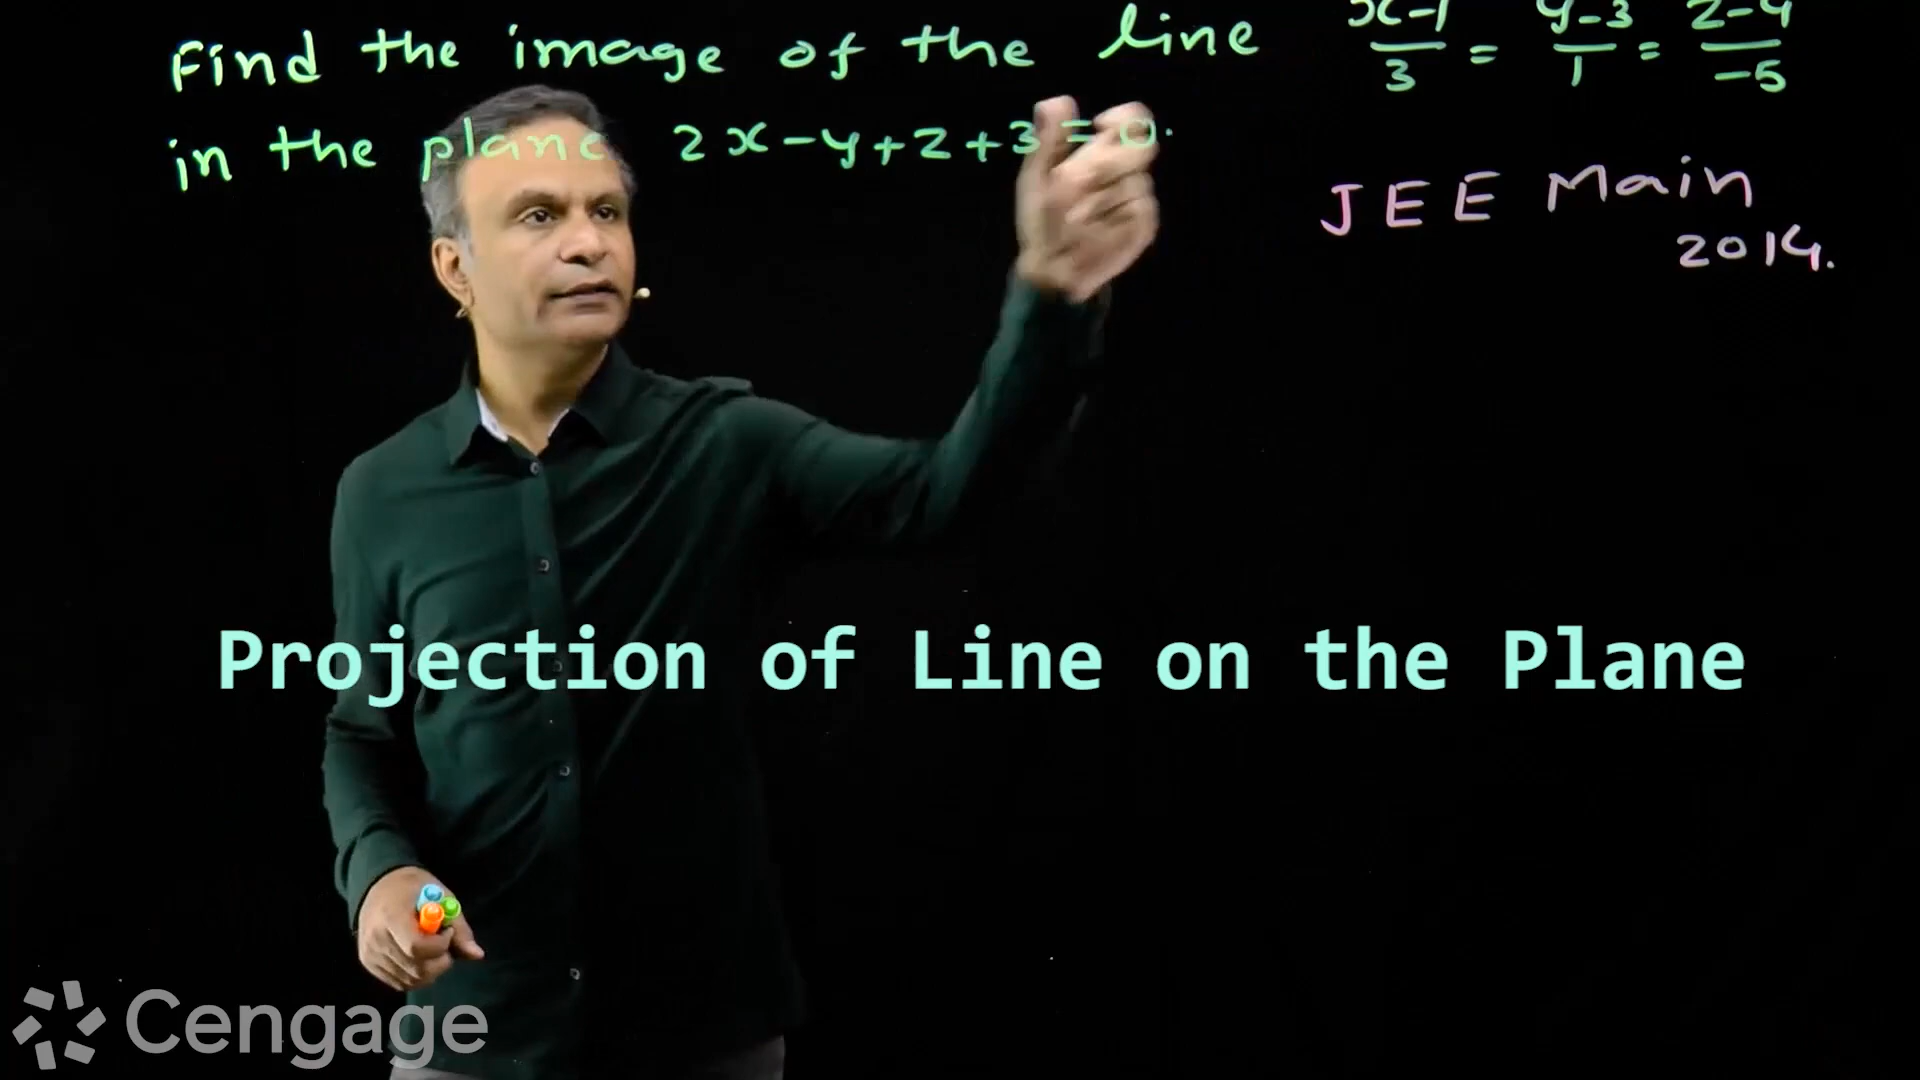 Find the image of the line x-1/3 = y-3/1 = z-4/-5
in the plane 2x-y+z+3=0.
JEE Main
2014.
Projection of Line on the Plane
Cengage